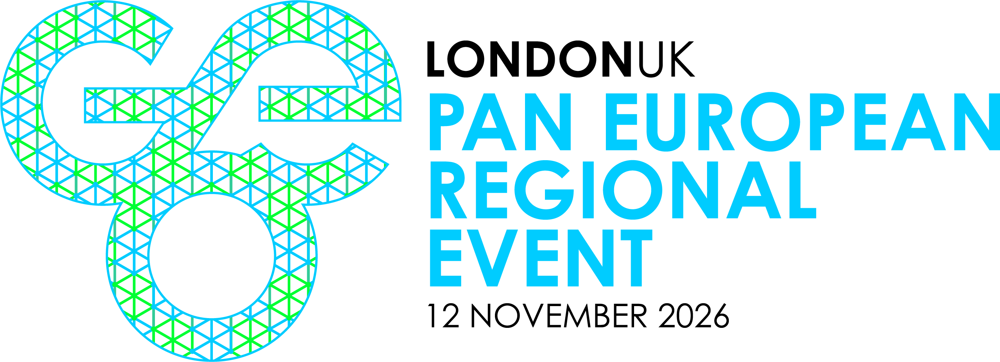 LONDONUK
PAN EUROPEAN
REGIONAL
EVENT
12 NOVEMBER 2026